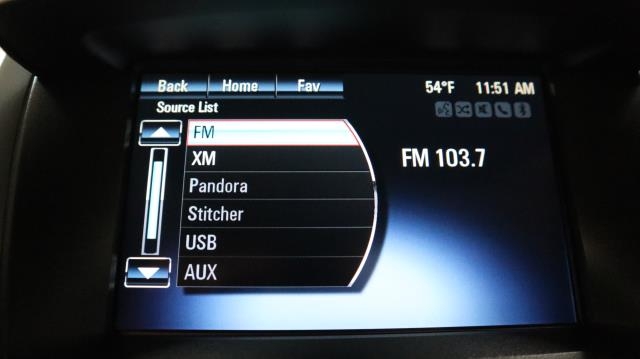 Back Home Fav 54°F 11:51 AM
Source List
FM
XM
Pandora
Stitcher
USB
AUX
FM 103.7